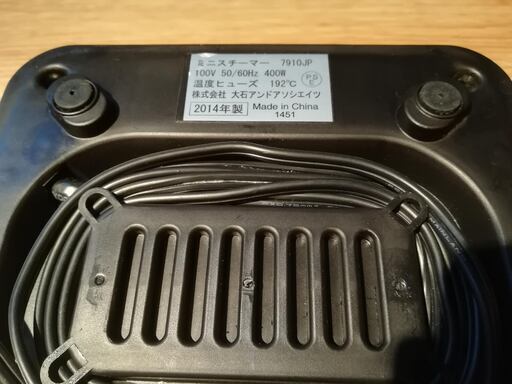 ミニスチーマー 7910JP
100V 50/60Hz 400W
温度ヒューズ 192℃
株式会社 大石アンドアソシエイツ
2014年製 Made in China
1451
PS
E